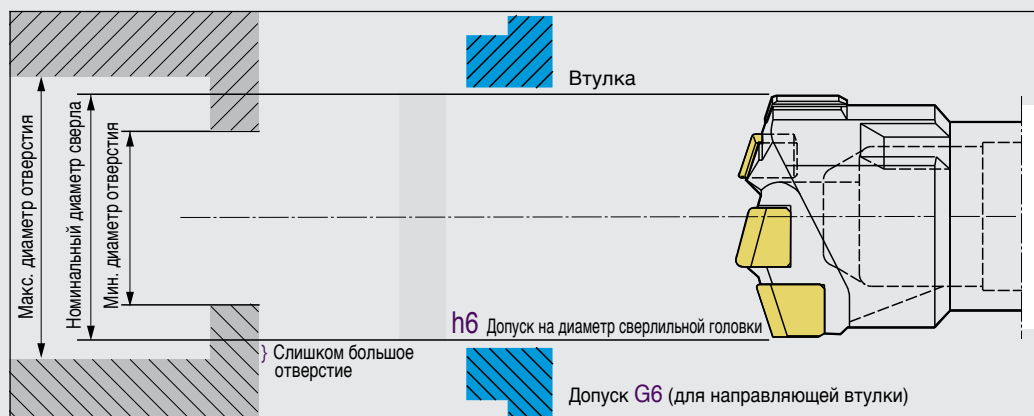 Макс. диаметр отверстия
Номинальный диаметр сверла
Мин. диаметр отверстия
Втулка
h6 Допуск на диаметр сверлильной головки
} Слишком большое
отверстие
Допуск G6 (для направляющей втулки)